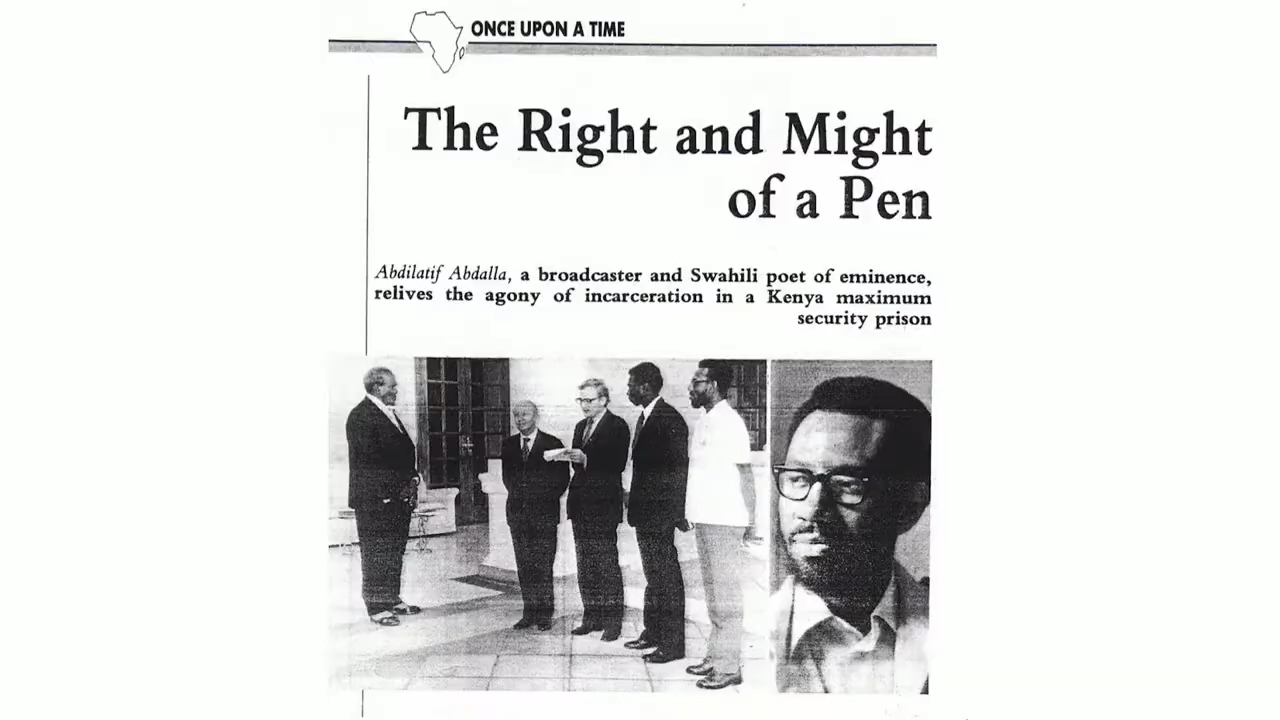 ONCE UPON A TIME
The Right and Might
of a Pen
Abdilatif Abdalla, a broadcaster and Swahili poet of eminence,
relives the agony of incarceration in a Kenya maximum
security prison